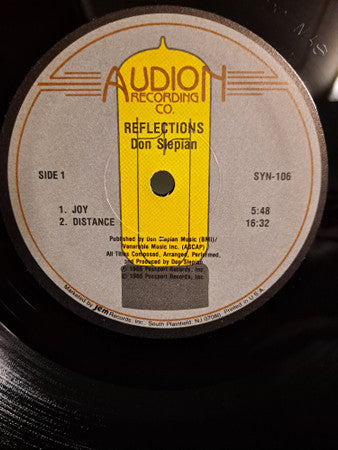 AUDION
RECORDING
CO.
REFLECTIONS
Don Slepian
SIDE 1
SYN-106
1. JOY 5:48
2. DISTANCE 16:32
Published by Don Slepian Music (BMI)/
Venerable Music Inc. (ASCAP)
All Titles Composed, Arranged, Performed,
and Produced by Don Slepian
1986 Passport Records, Inc.
1986 Passport Records, Inc.
Marketed by jem Records, Inc., South Plainfield, NJ 07080 Printed in U.S.A.